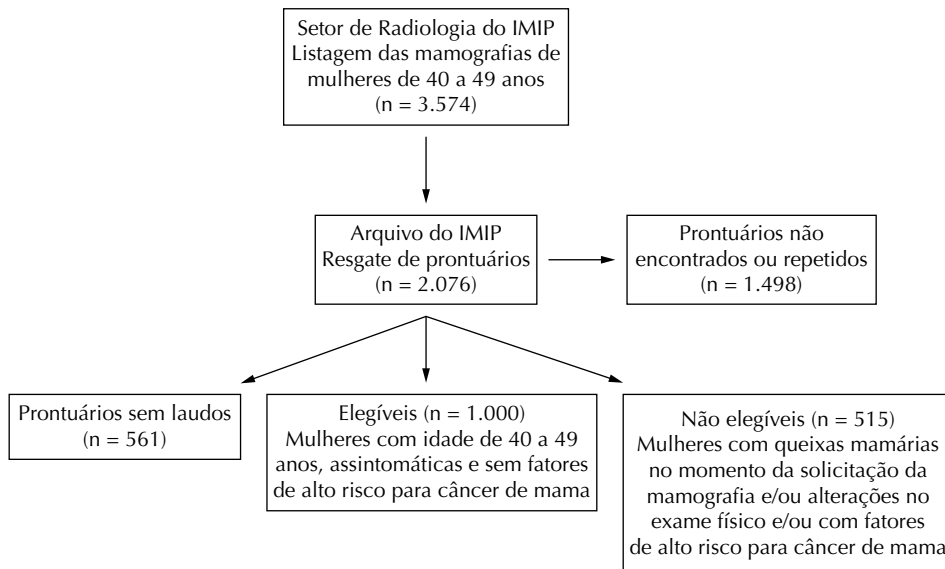 Setor de Radiologia do IMIP
Listagem das mamografias de
mulheres de 40 a 49 anos
(n = 3.574)
Arquivo do IMIP
Resgate de prontuários
(n = 2.076)
Prontuários não
encontrados ou repetidos
(n = 1.498)
Prontuários sem laudos
(n = 561)
Elegíveis (n = 1.000)
Mulheres com idade de 40 a 49
anos, assintomáticas e sem fatores
de alto risco para câncer de mama
Não elegíveis (n = 515)
Mulheres com queixas mamárias
no momento da solicitação da
mamografia e/ou alterações no
exame físico e/ou com fatores
de alto risco para câncer de mama